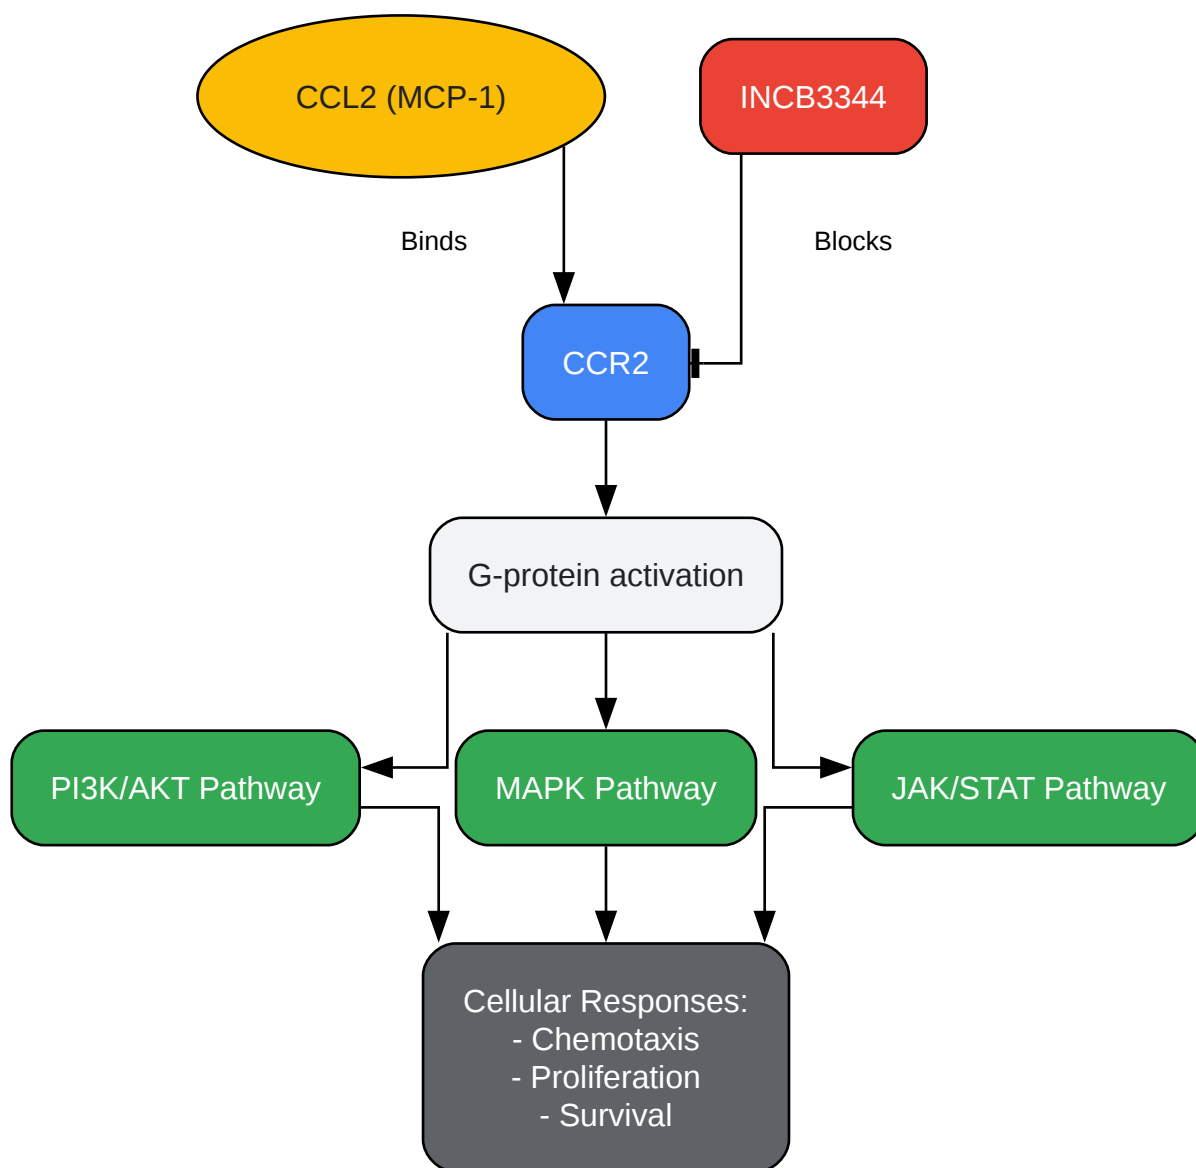 CCL2 (MCP-1)
INCB3344
Binds
Blocks
CCR2
G-protein activation
PI3K/AKT Pathway
MAPK Pathway
JAK/STAT Pathway
Cellular Responses:
- Chemotaxis
- Proliferation
- Survival